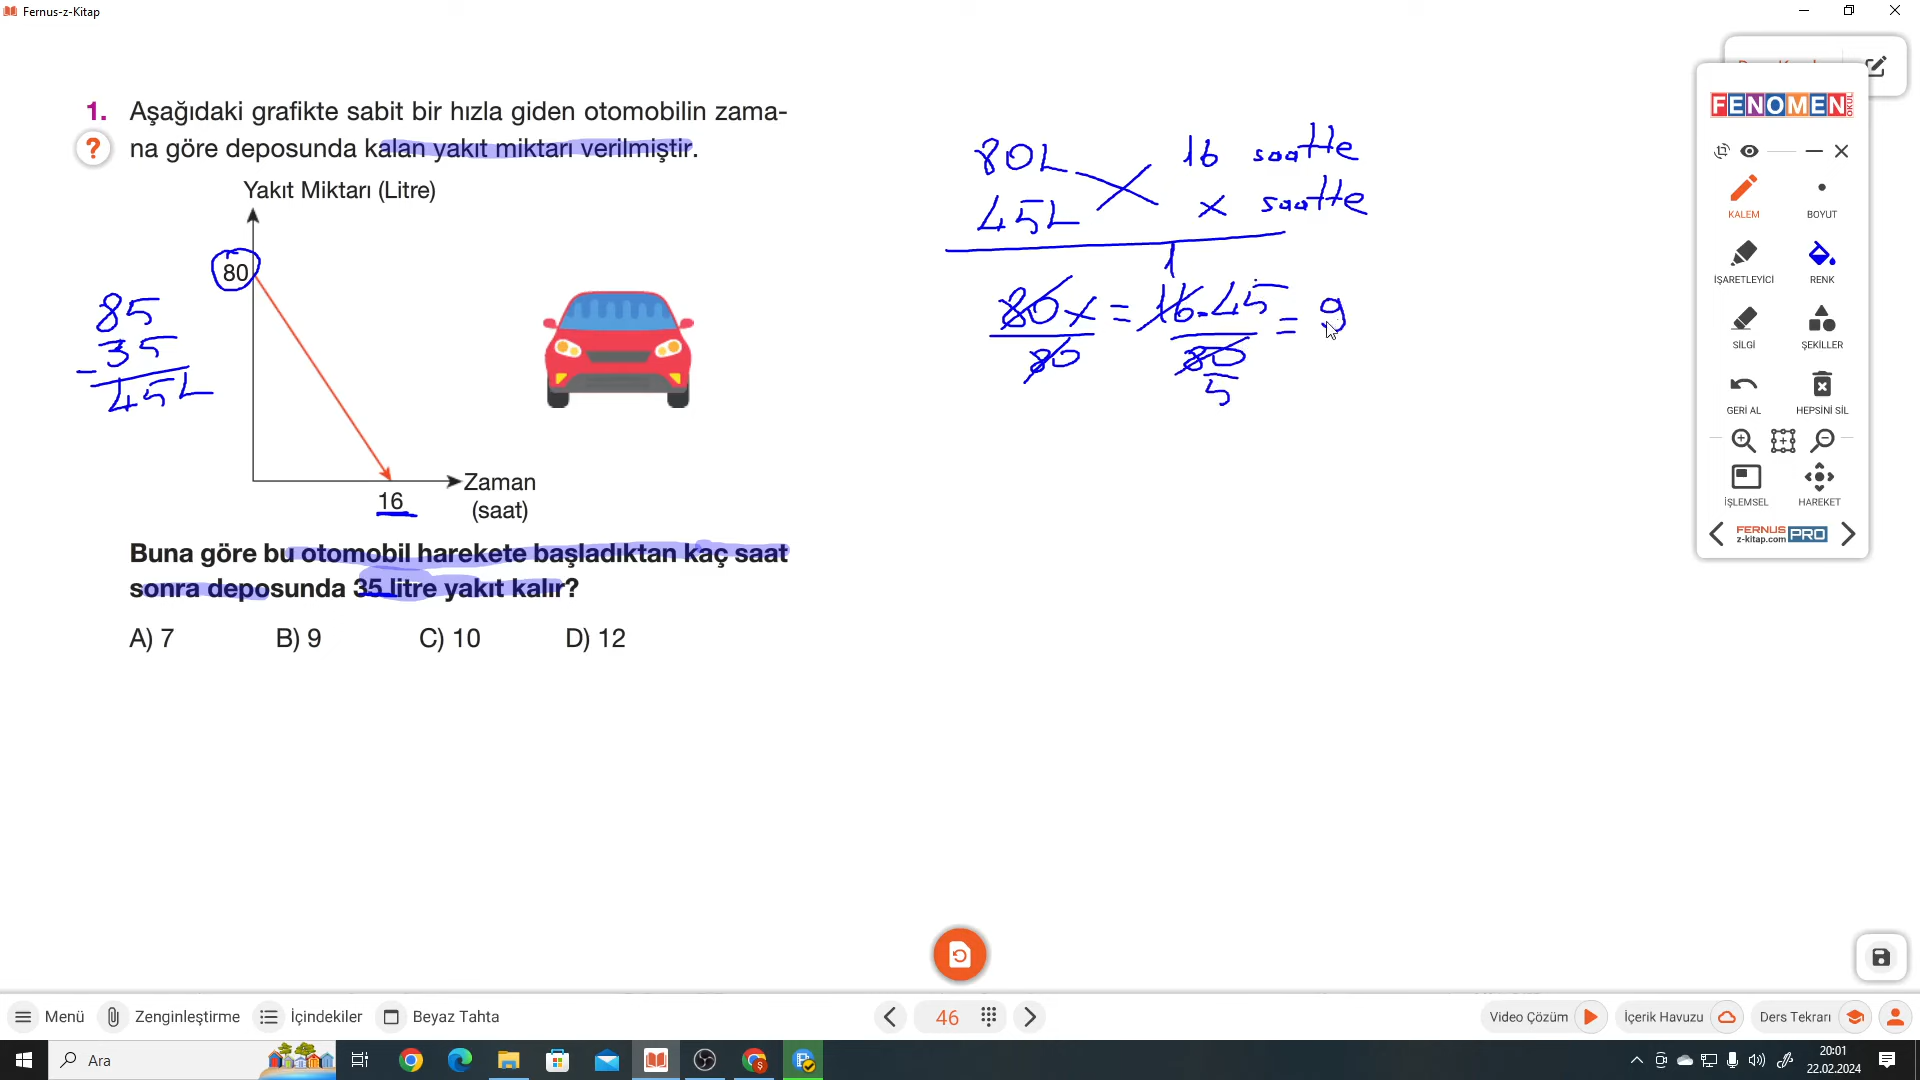 Fernus-z-Kitap
1. Aşağıdaki grafikte sabit bir hızla giden otomobilin zama-
? na göre deposunda kalan yakıt miktarı verilmiştir.
Yakıt Miktarı (Litre)
80
16
Zaman
(saat)
85
- 35
45L
80L 16 saatte
45L x saatte
80x = 16.45 = 9
80 80
1
5
Buna göre bu otomobil harekete başladıktan kaç saat
sonra deposunda 35 litre yakıt kalır?
A) 7 B) 9 C) 10 D) 12
FENOMEN OKUL
KALEM BOYUT
İŞARETLEYİCİ RENK
SİLGİ ŞEKİLLER
GERİ AL HEPSİNİ SİL
İŞLEMSEL HAREKET
FERNUS
z-kitap.com PRO
Menü Zenginleştirme İçindekiler Beyaz Tahta 46 Video Çözüm İçerik Havuzu Ders Tekrarı
Ara
20:01
22.02.2024